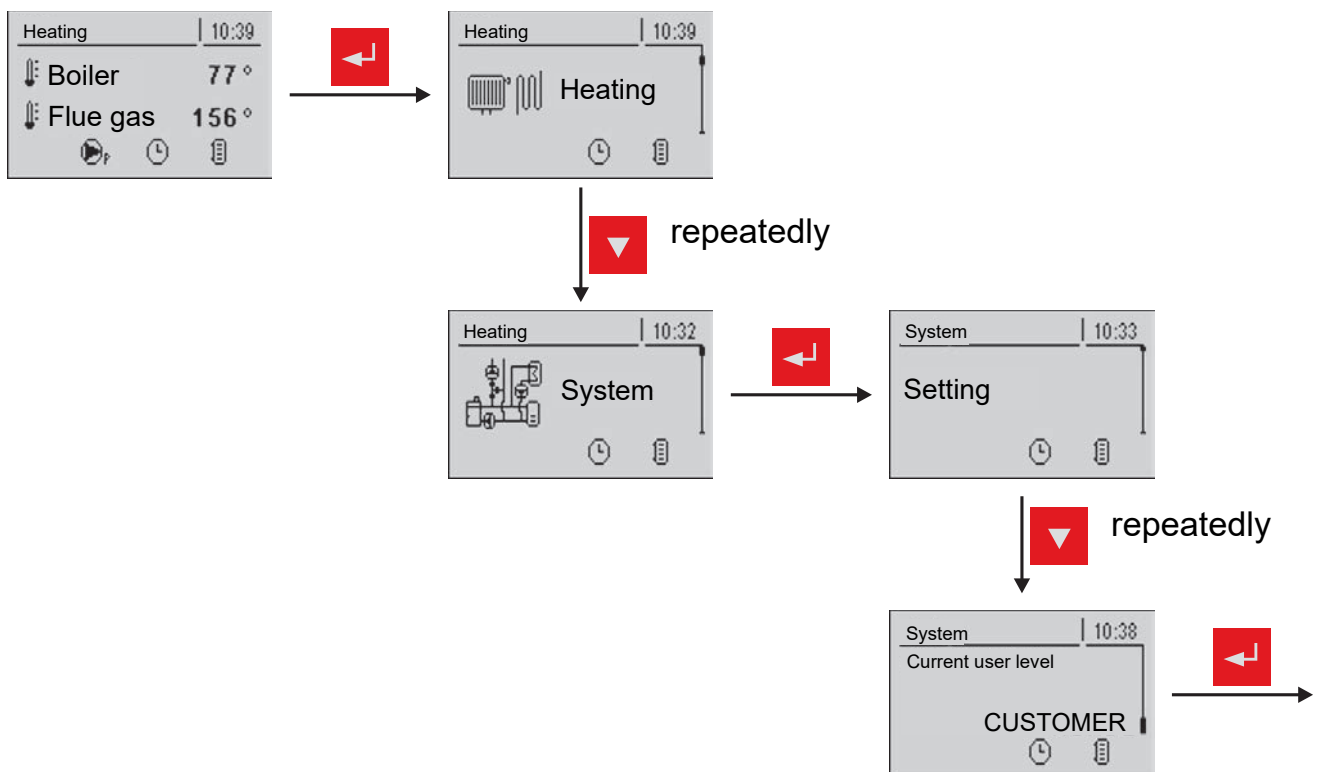 Heating 10:39
Boiler 77°
Flue gas 156°
P
Heating 10:39
Heating
repeatedly
Heating 10:32
System
System 10:33
Setting
repeatedly
System 10:38
Current user level
CUSTOMER